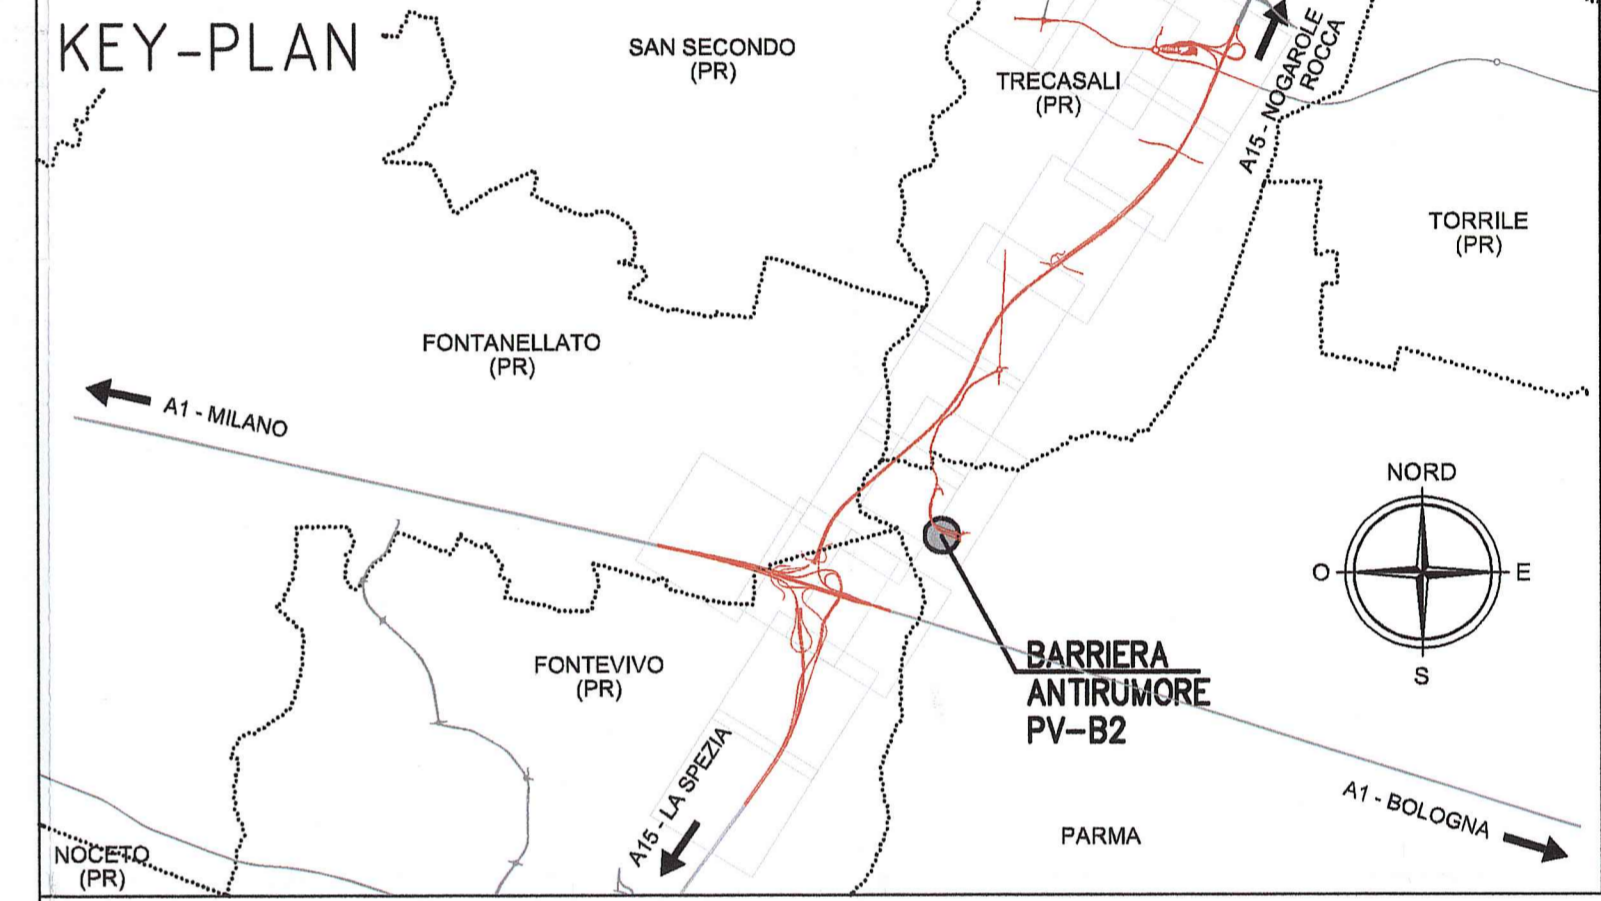 KEY-PLAN
SAN SECONDO
(PR)
TRECASALI
(PR)
A15 - NOGAROLE
ROCCA
TORRILE
(PR)
FONTANELLATO
(PR)
A1 - MILANO
NORD
O
E
S
FONTEVIVO
(PR)
BARRIERA
ANTIRUMORE
PV-B2
A15 - LA SPEZIA
A1 - BOLOGNA
PARMA
NOCETO
(PR)